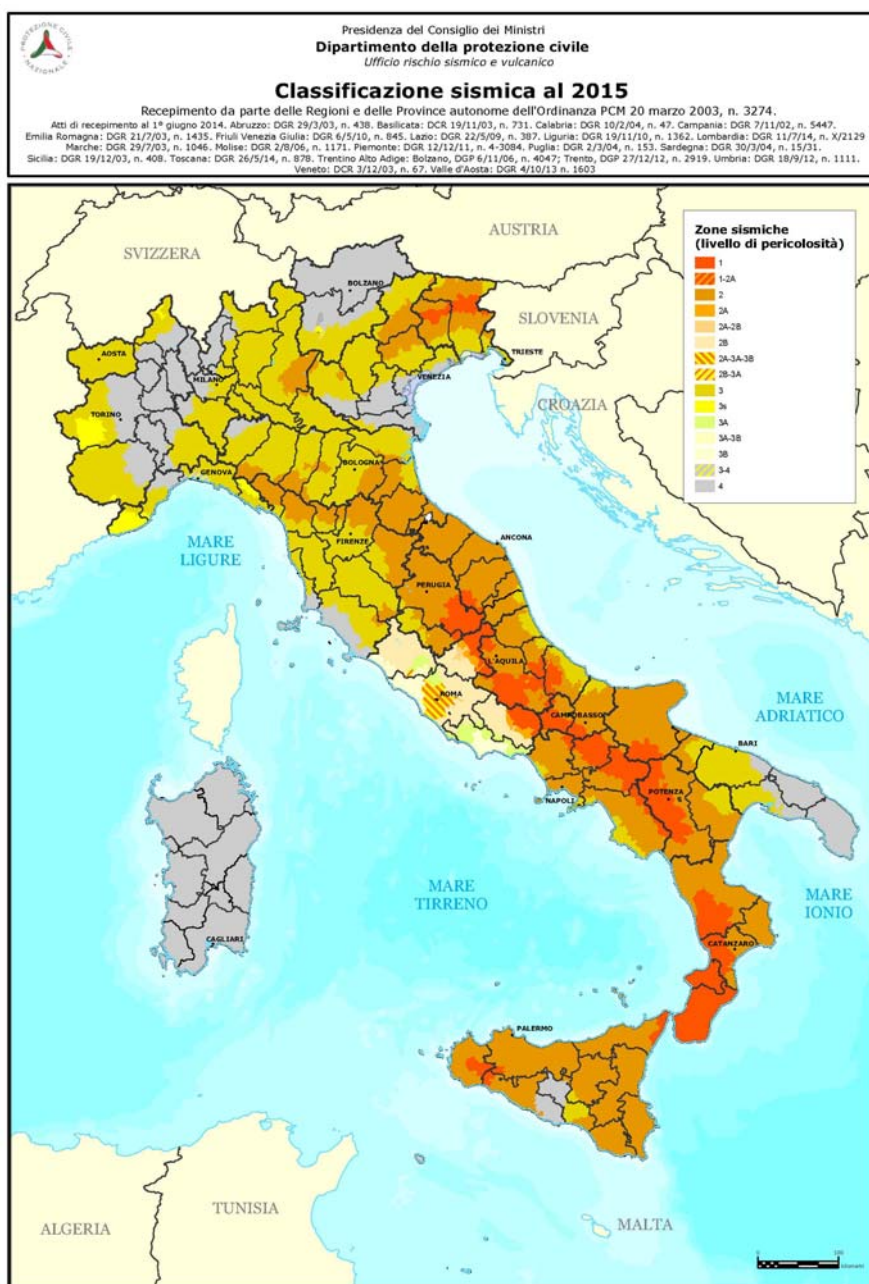 PROTEZIONE CIVILE
NAZIONALE
Presidenza del Consiglio dei Ministri
Dipartimento della protezione civile
Ufficio rischio sismico e vulcanico
Classificazione sismica al 2015
Recepimento da parte delle Regioni e delle Province autonome dell'Ordinanza PCM 20 marzo 2003, n. 3274.
Atti di recepimento al 1° giugno 2014. Abruzzo: DGR 29/3/03, n. 438. Basilicata: DCR 19/11/03, n. 731. Calabria: DGR 10/2/04, n. 47. Campania: DGR 7/11/02, n. 5447.
Emilia Romagna: DGR 21/7/03, n. 1435. Friuli Venezia Giulia: DGR 6/5/10, n. 845. Lazio: DGR 22/5/09, n. 387. Liguria: DGR 19/11/10, n. 1362. Lombardia: DGR 11/7/14, n. X/2129
Marche: DGR 29/7/03, n. 1046. Molise: DGR 2/8/06, n. 1171. Piemonte: DGR 12/12/11, n. 4-3084. Puglia: DGR 2/3/04, n. 153. Sardegna: DGR 30/3/04, n. 15/31.
Sicilia: DGR 19/12/03, n. 408. Toscana: DGR 26/5/14, n. 878. Trentino Alto Adige: Bolzano, DGP 6/11/06, n. 4047; Trento, DGP 27/12/12, n. 2919. Umbria: DGR 18/9/12, n. 1111.
Veneto: DCR 3/12/03, n. 67. Valle d'Aosta: DGR 4/10/13 n. 1603
AUSTRIA
SVIZZERA
Zone sismiche
(livello di pericolosità)
1
1-2A
2
2A
2A-2B
2B
2A-3A-3B
2B-3A
3
3s
3A
3A-3B
3B
3-4
4
BOLZANO
SLOVENIA
AOSTA
TRIESTE
MILANO
VENEZIA
TORINO
CROAZIA
GENOVA
BOLOGNA
MARE
LIGURE
FIRENZE
ANCONA
PERUGIA
L'AQUILA
ROMA
MARE
ADRIATICO
CAMPOBASSO
BARI
NAPOLI
POTENZA
MARE
TIRRENO
MARE
IONIO
CAGLIARI
CATANZARO
PALERMO
TUNISIA
ALGERIA
MALTA
0
100
kilometri